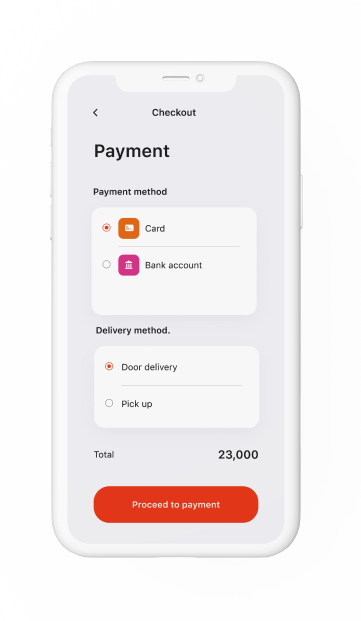 Checkout
Payment
Payment method
Card
Bank account
Delivery method.
Door delivery
Pick up
Total 23,000
Proceed to payment